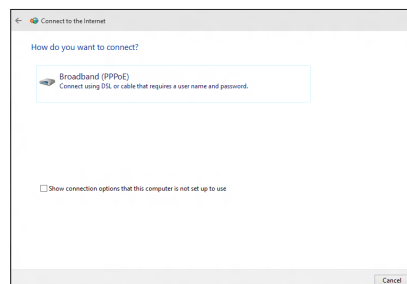 Connect to the Internet
How do you want to connect?
Broadband (PPPoE)
Connect using DSL or cable that requires a user name and password.
Show connection options that this computer is not set up to use
Cancel